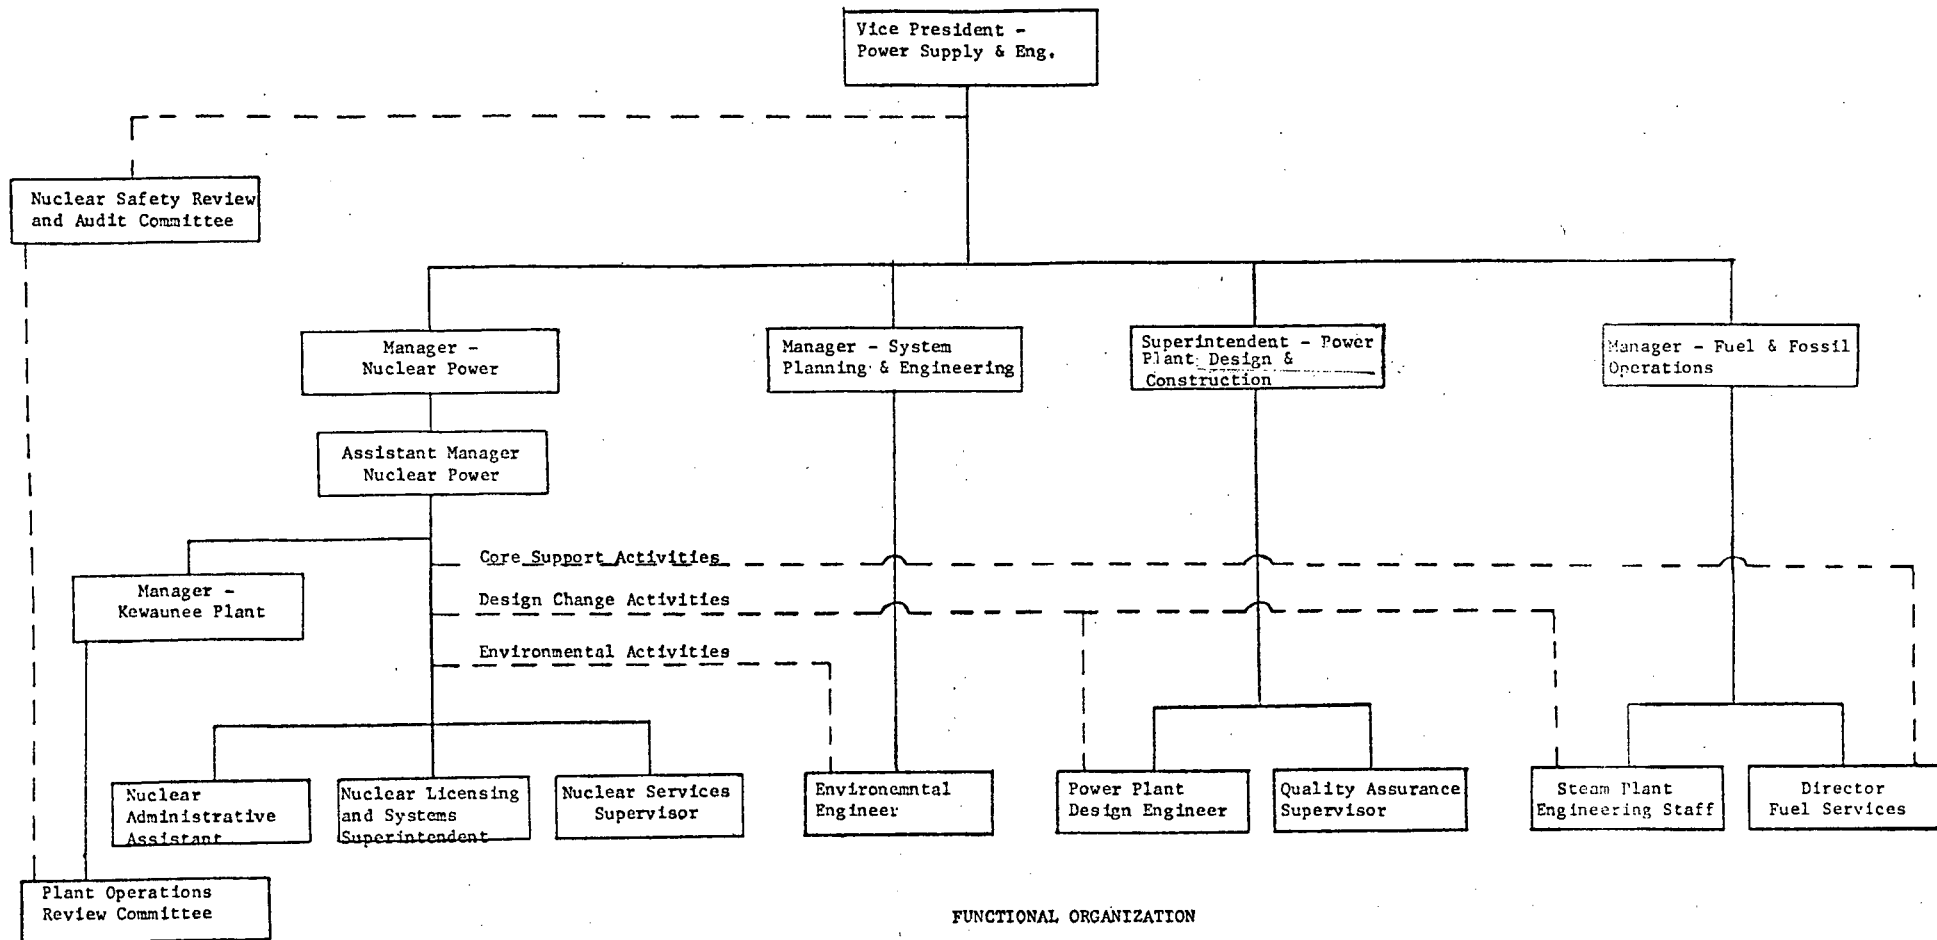 Vice President -
Power Supply & Eng.
Nuclear Safety Review
and Audit Committee
Manager -
Nuclear Power
Manager - System
Planning & Engineering
Superintendent - Power
Plant Design &
Construction
Manager - Fuel & Fossil
Operations
Assistant Manager
Nuclear Power
Core Support Activities
Manager -
Kewaunee Plant
Design Change Activities
Environmental Activities
Nuclear
Administrative
Assistant
Nuclear Licensing
and Systems
Superintendent
Nuclear Services
Supervisor
Environemntal
Engineer
Power Plant
Design Engineer
Quality Assurance
Supervisor
Steam Plant
Engineering Staff
Director
Fuel Services
Plant Operations
Review Committee
FUNCTIONAL ORGANIZATION